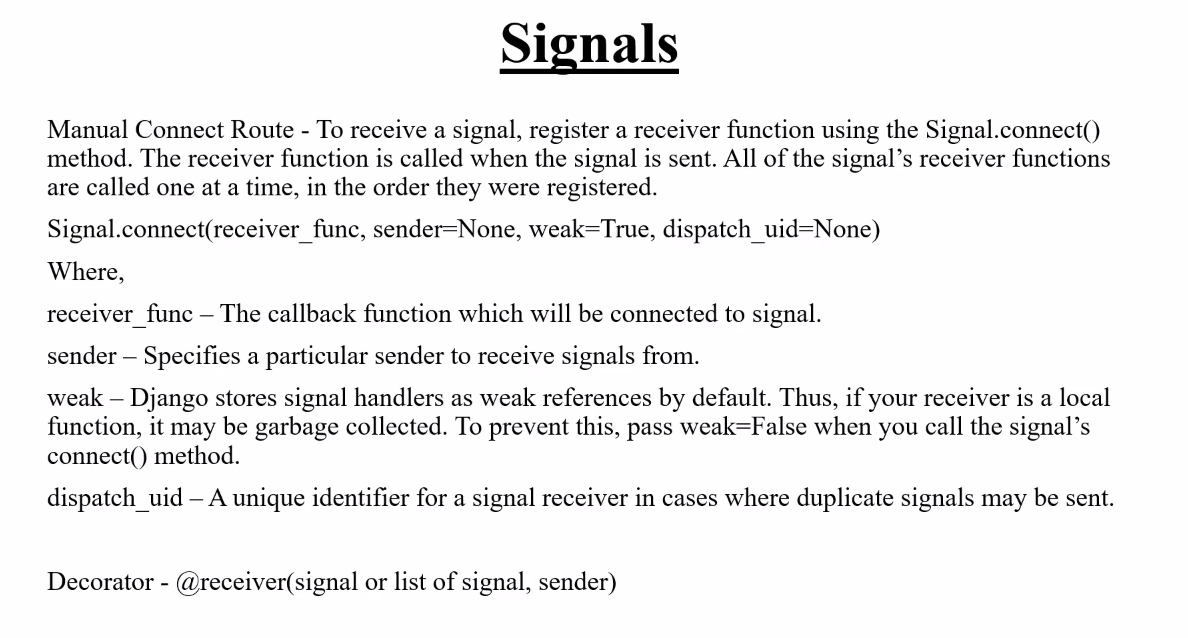 Signals
Manual Connect Route - To receive a signal, register a receiver function using the Signal.connect()
method. The receiver function is called when the signal is sent. All of the signal’s receiver functions
are called one at a time, in the order they were registered.
Signal.connect(receiver_func, sender=None, weak=True, dispatch_uid=None)
Where,
receiver_func – The callback function which will be connected to signal.
sender – Specifies a particular sender to receive signals from.
weak – Django stores signal handlers as weak references by default. Thus, if your receiver is a local
function, it may be garbage collected. To prevent this, pass weak=False when you call the signal’s
connect() method.
dispatch_uid – A unique identifier for a signal receiver in cases where duplicate signals may be sent.
Decorator - @receiver(signal or list of signal, sender)